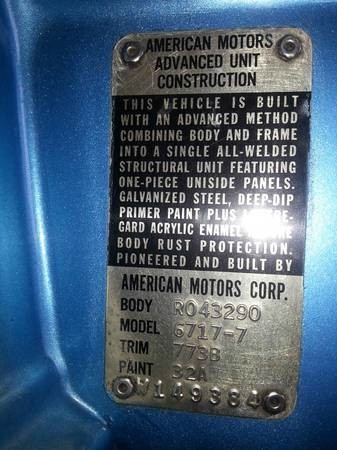 AMERICAN MOTORS
ADVANCED UNIT
CONSTRUCTION
THIS VEHICLE IS BUILT
WITH AN ADVANCED METHOD
COMBINING BODY AND FRAME
INTO A SINGLE ALL-WELDED
STRUCTURAL UNIT FEATURING
ONE-PIECE UNISIDE PANELS.
GALVANIZED STEEL, DEEP-DIP
PRIMER PAINT PLUS
GARD ACRYLIC ENAMEL
BODY RUST PROTECTION.
PIONEERED AND BUILT BY
AMERICAN MOTORS CORP.
BODY R043290
MODEL 6717-7
TRIM 773B
PAINT 32A
W149384